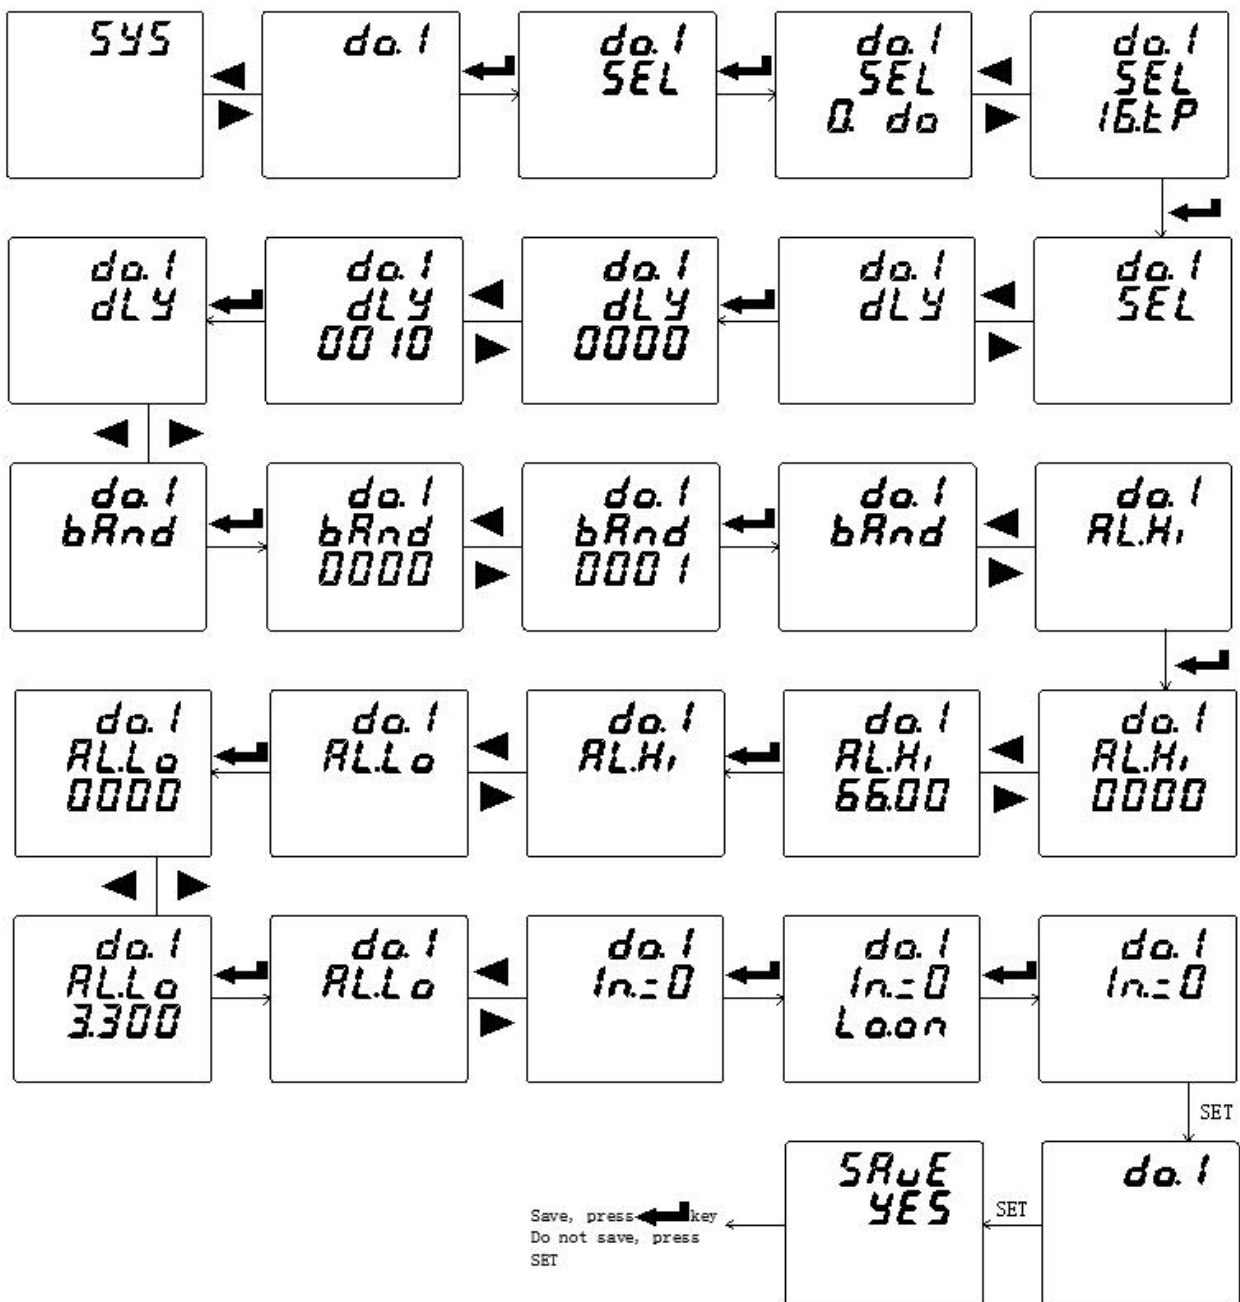 SYS
do.1
do.1
SEL
do.1
SEL
0. do
do.1
SEL
16.tP
do.1
dLY
do.1
dLY
0010
do.1
dLY
0000
do.1
dLY
do.1
SEL
do.1
bAnd
do.1
bAnd
0000
do.1
bAnd
0001
do.1
bAnd
do.1
AL.Hi
do.1
AL.Lo
0000
do.1
AL.Lo
do.1
AL.Hi
do.1
AL.Hi
66.00
do.1
AL.Hi
0000
do.1
AL.Lo
3.300
do.1
AL.Lo
do.1
In.=0
do.1
In.=0
Lo.on
do.1
In.=0
SET
SAvE
YES
SET
do.1
Save, press key
Do not save, press
SET